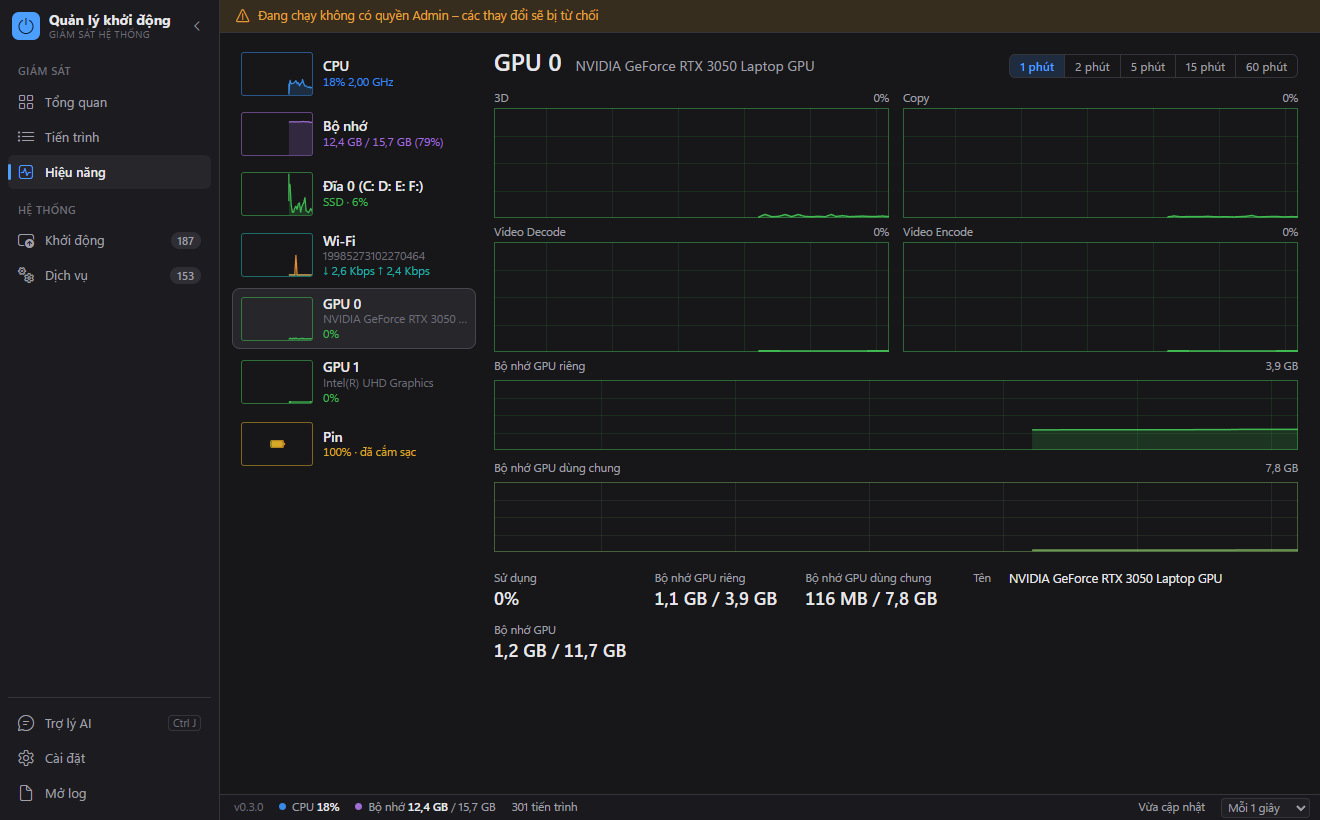 Quản lý khởi động
GIÁM SÁT HỆ THỐNG
GIÁM SÁT
Tổng quan
Tiến trình
Hiệu năng
HỆ THỐNG
Khởi động 187
Dịch vụ 153
Trợ lý AI Ctrl J
Cài đặt
Mở log
Đang chạy không có quyền Admin – các thay đổi sẽ bị từ chối
CPU
18% 2,00 GHz
Bộ nhớ
12,4 GB / 15,7 GB (79%)
Đĩa 0 (C: D: E: F:)
SSD · 6%
Wi-Fi
19985273102270464
↓ 2,6 Kbps ↑ 2,4 Kbps
GPU 0
NVIDIA GeForce RTX 3050 ...
0%
GPU 1
Intel(R) UHD Graphics
0%
Pin
100% · đã cắm sạc
GPU 0 NVIDIA GeForce RTX 3050 Laptop GPU
1 phút 2 phút 5 phút 15 phút 60 phút
3D 0%
Copy 0%
Video Decode 0%
Video Encode 0%
Bộ nhớ GPU riêng 3,9 GB
Bộ nhớ GPU dùng chung 7,8 GB
Sử dụng
0%
Bộ nhớ GPU riêng
1,1 GB / 3,9 GB
Bộ nhớ GPU dùng chung
116 MB / 7,8 GB
Tên NVIDIA GeForce RTX 3050 Laptop GPU
Bộ nhớ GPU
1,2 GB / 11,7 GB
v0.3.0 CPU 18% Bộ nhớ 12,4 GB / 15,7 GB 301 tiến trình
Vừa cập nhật Mỗi 1 giây